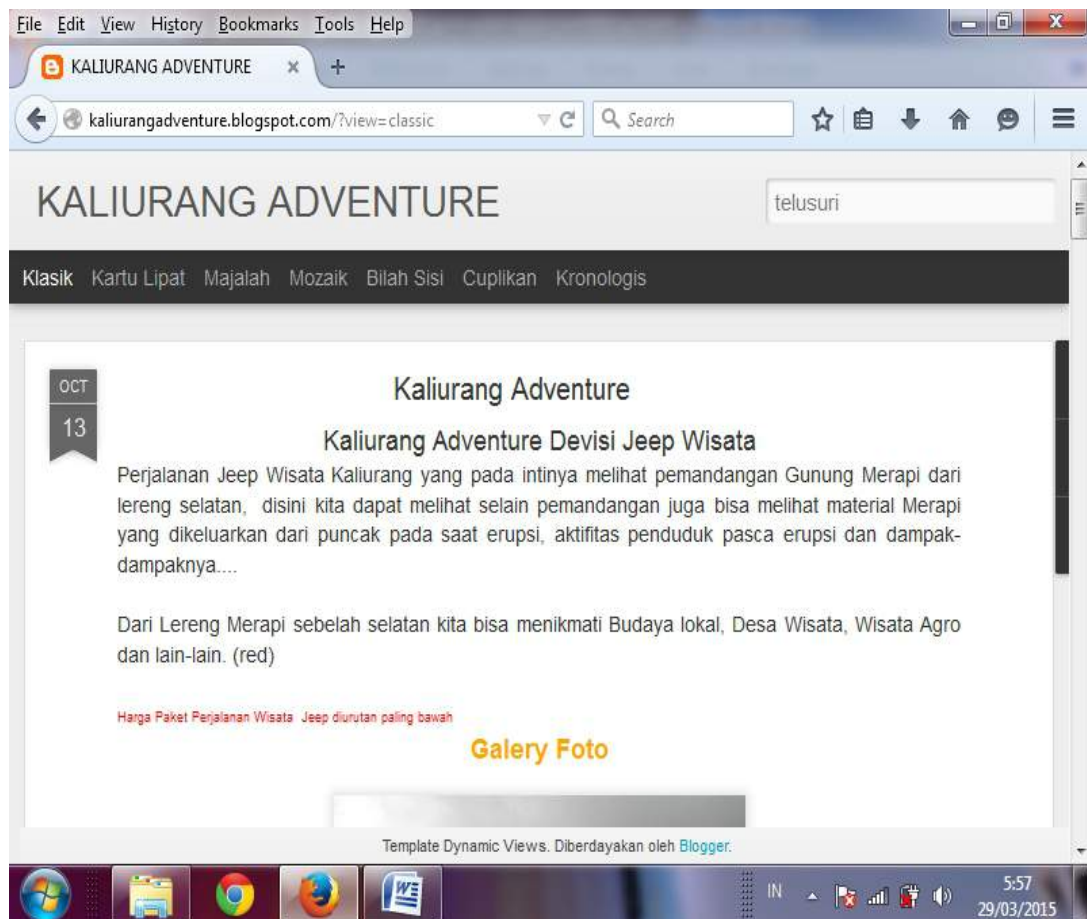 File Edit View History Bookmarks Tools Help
KALIURANG ADVENTURE
kaliurangadventure.blogspot.com/?view=classic
Search
KALIURANG ADVENTURE
telusuri
Klasik Kartu Lipat Majalah Mozaik Bilah Sisi Cuplikan Kronologis
OCT
13
Kaliurang Adventure
Kaliurang Adventure Devisi Jeep Wisata
Perjalanan Jeep Wisata Kaliurang yang pada intinya melihat pemandangan Gunung Merapi dari
lereng selatan, disini kita dapat melihat selain pemandangan juga bisa melihat material Merapi
yang dikeluarkan dari puncak pada saat erupsi, aktifitas penduduk pasca erupsi dan dampak-
dampaknya....
Dari Lereng Merapi sebelah selatan kita bisa menikmati Budaya lokal, Desa Wisata, Wisata Agro
dan lain-lain. (red)
Harga Paket Perjalanan Wisata Jeep diurutan paling bawah
Galery Foto
Template Dynamic Views. Diberdayakan oleh Blogger.
IN
5:57
29/03/2015